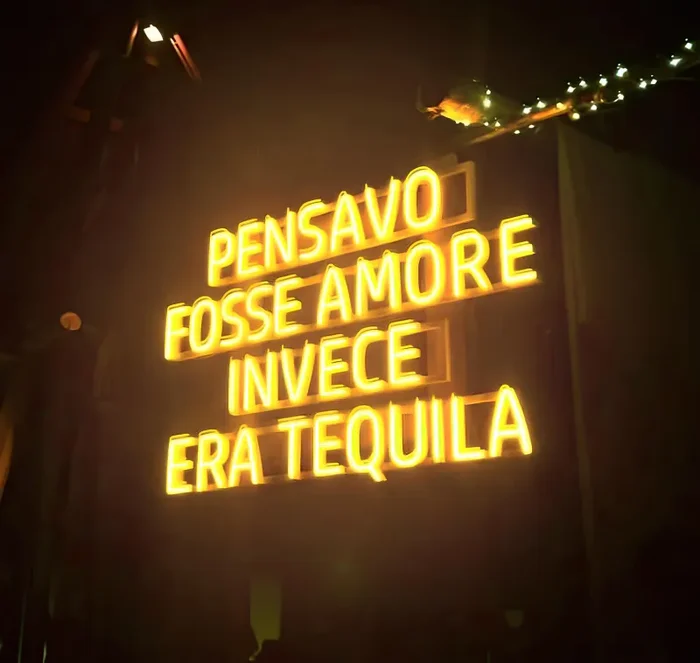 PENSAVO
FOSSE AMORE
INVECE
ERA TEQUILA